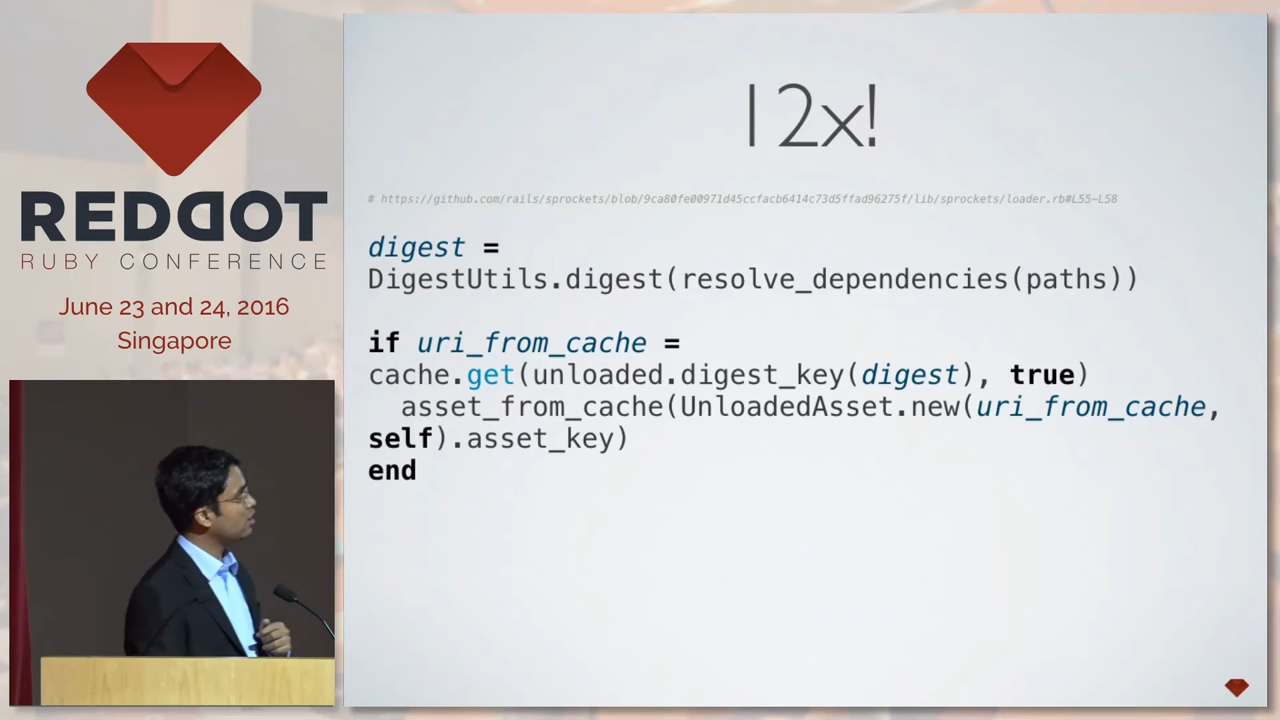 REDDOT
RUBY CONFERENCE
June 23 and 24, 2016
Singapore
12x!
# https://github.com/rails/sprockets/blob/9ca80fe00971d45ccfacb6414c73d5ffad96275f/lib/sprockets/loader.rb#L55-L58
digest =
DigestUtils.digest(resolve_dependencies(paths))
if uri_from_cache =
cache.get(unloaded.digest_key(digest), true)
asset_from_cache(UnloadedAsset.new(uri_from_cache,
self).asset_key)
end